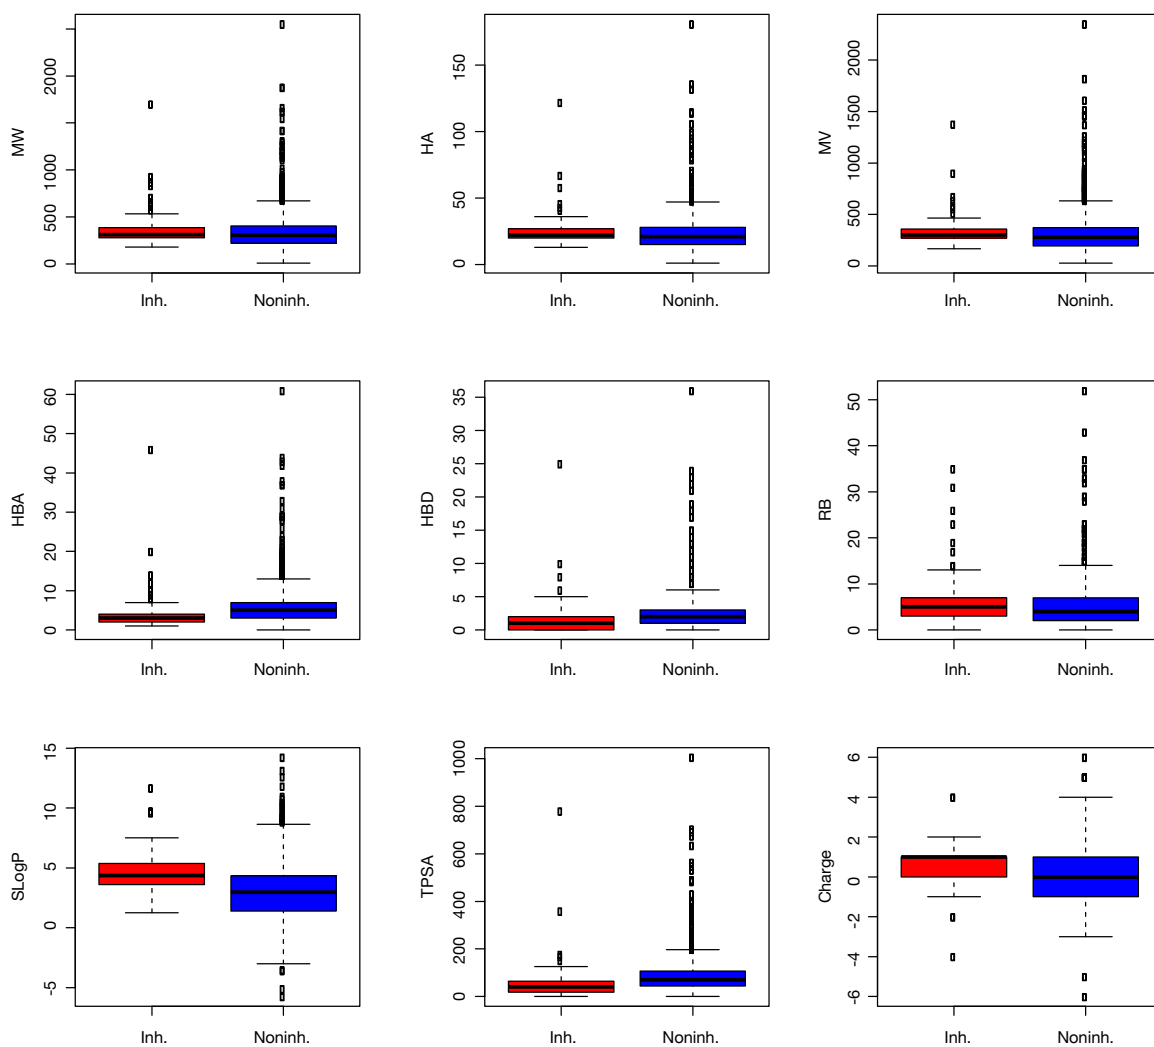 MW
0 500 1000 2000
Inh. Noninh.
HA
0 50 100 150
Inh. Noninh.
MV
0 500 1000 1500 2000
Inh. Noninh.
HBA
0 10 20 30 40 50 60
Inh. Noninh.
HBD
0 5 10 15 20 25 30 35
Inh. Noninh.
RB
0 10 20 30 40 50
Inh. Noninh.
SLogP
-5 0 5 10 15
Inh. Noninh.
TPSA
0 200 400 600 800 1000
Inh. Noninh.
Charge
-6 -4 -2 0 2 4 6
Inh. Noninh.